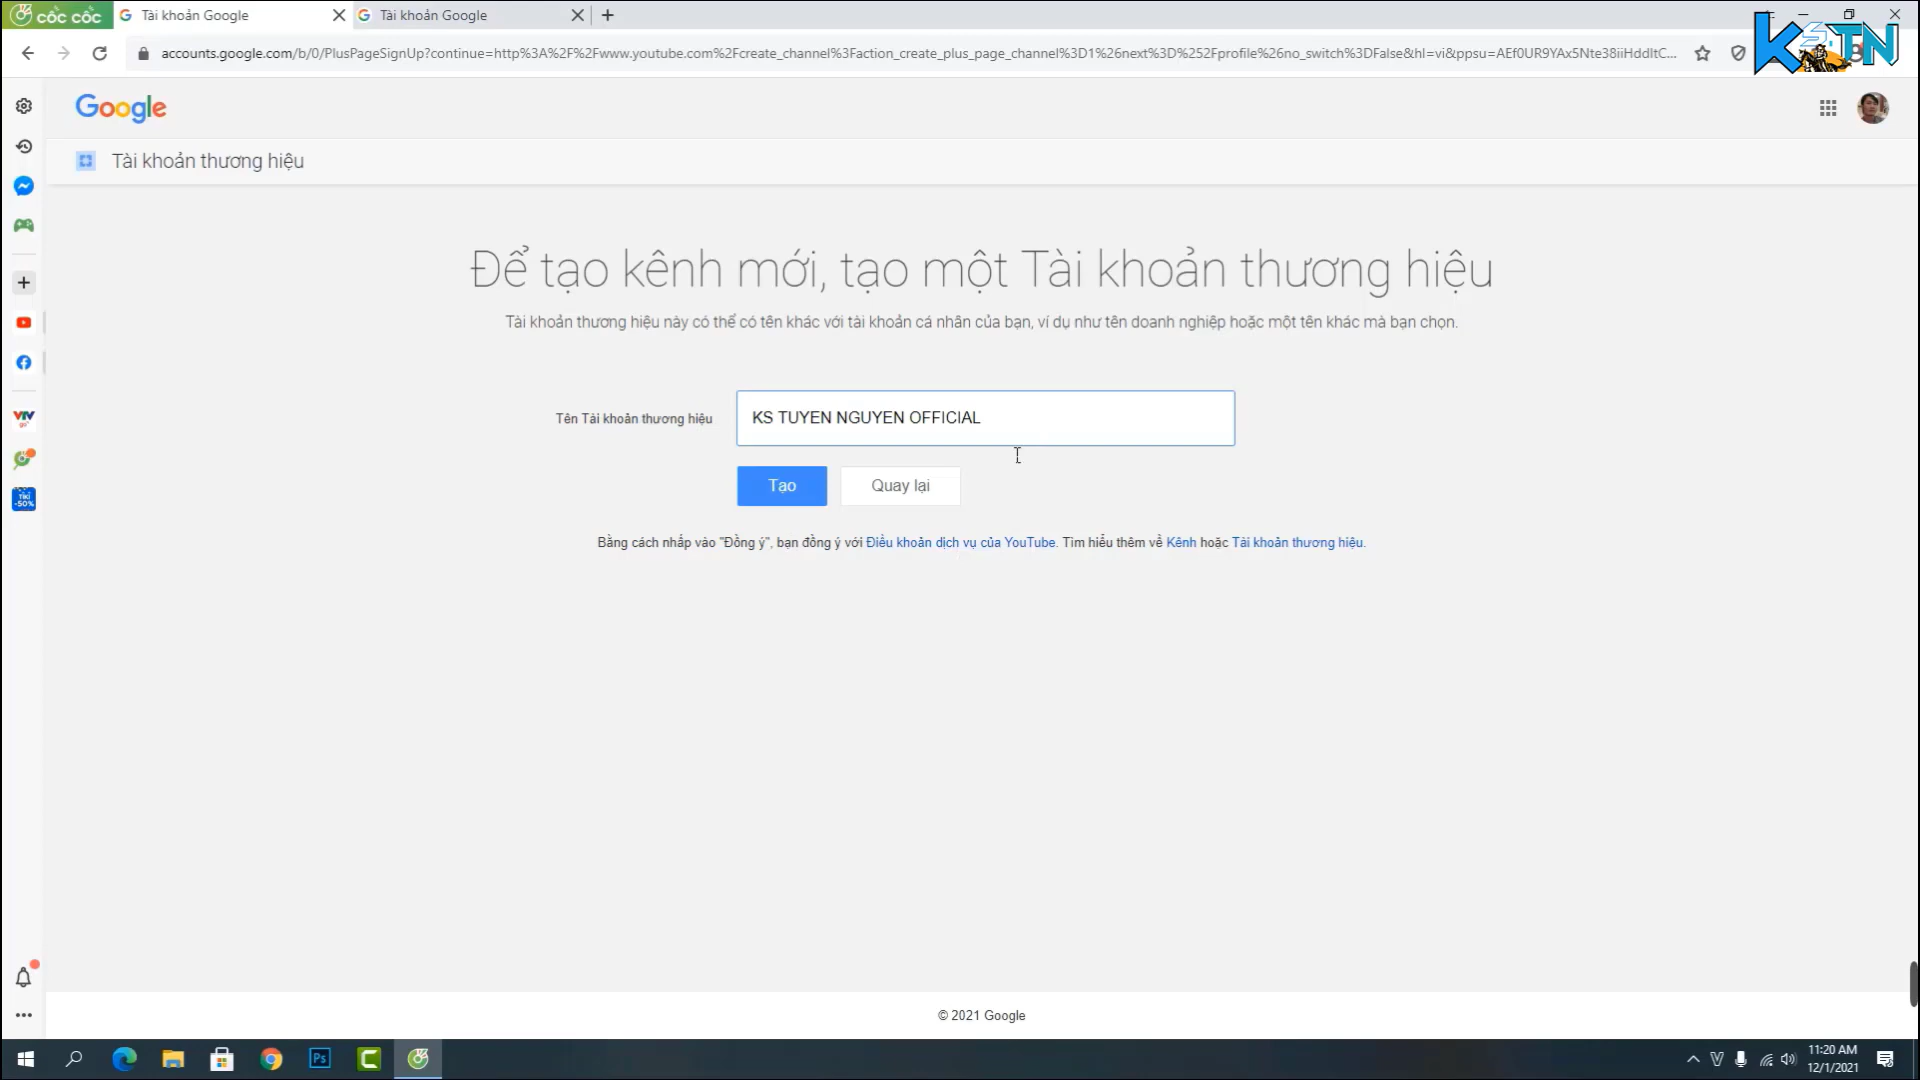 cốc cốc
Tài khoản Google
Tài khoản Google
accounts.google.com/b/0/PlusPageSignUp?continue=http%3A%2F%2Fwww.youtube.com%2Fcreate_channel%3Faction_create_plus_page_channel%3D1%26next%3D%252Fprofile%26no_switch%3DFalse&hl=vi&ppsu=AEf0UR9YAx5Nte38iiHddltC...
KSTN
Google
Tài khoản thương hiệu
Để tạo kênh mới, tạo một Tài khoản thương hiệu
Tài khoản thương hiệu này có thể có tên khác với tài khoản cá nhân của bạn, ví dụ như tên doanh nghiệp hoặc một tên khác mà bạn chọn.
Tên Tài khoản thương hiệu
KS TUYEN NGUYEN OFFICIAL
Tạo
Quay lại
Bằng cách nhấp vào "Đồng ý", bạn đồng ý với Điều khoản dịch vụ của YouTube. Tìm hiểu thêm về Kênh hoặc Tài khoản thương hiệu.
VTV
go
TIKI
-50%
© 2021 Google
Ps
11:20 AM
12/1/2021